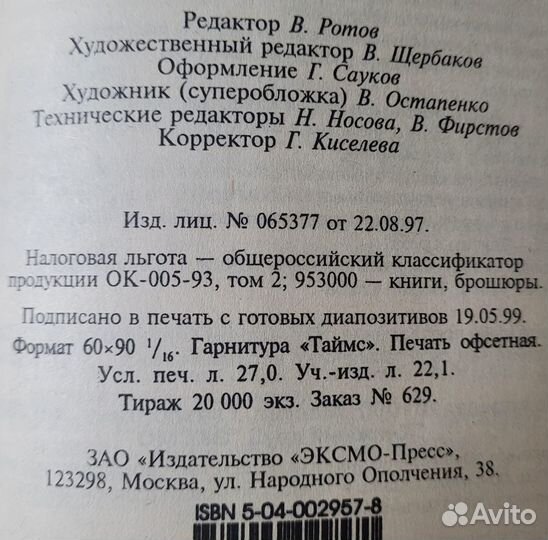 Редактор В. Ротов
Художественный редактор В. Щербаков
Оформление Г. Сауков
Художник (суперобложка) В. Остапенко
Технические редакторы Н. Носова, В. Фирстов
Корректор Г. Киселева
Изд. лиц. № 065377 от 22.08.97.
Налоговая льгота — общероссийский классификатор
продукции ОК-005-93, том 2; 953000 — книги, брошюры.
Подписано в печать с готовых диапозитивов 19.05.99.
Формат 60×90 1/16. Гарнитура «Таймс». Печать офсетная.
Усл. печ. л. 27,0. Уч.-изд. л. 22,1.
Тираж 20 000 экз. Заказ № 629.
ЗАО «Издательство «ЭКСМО-Пресс»,
123298, Москва, ул. Народного Ополчения, 38.
ISBN 5-04-002957-8
Avito